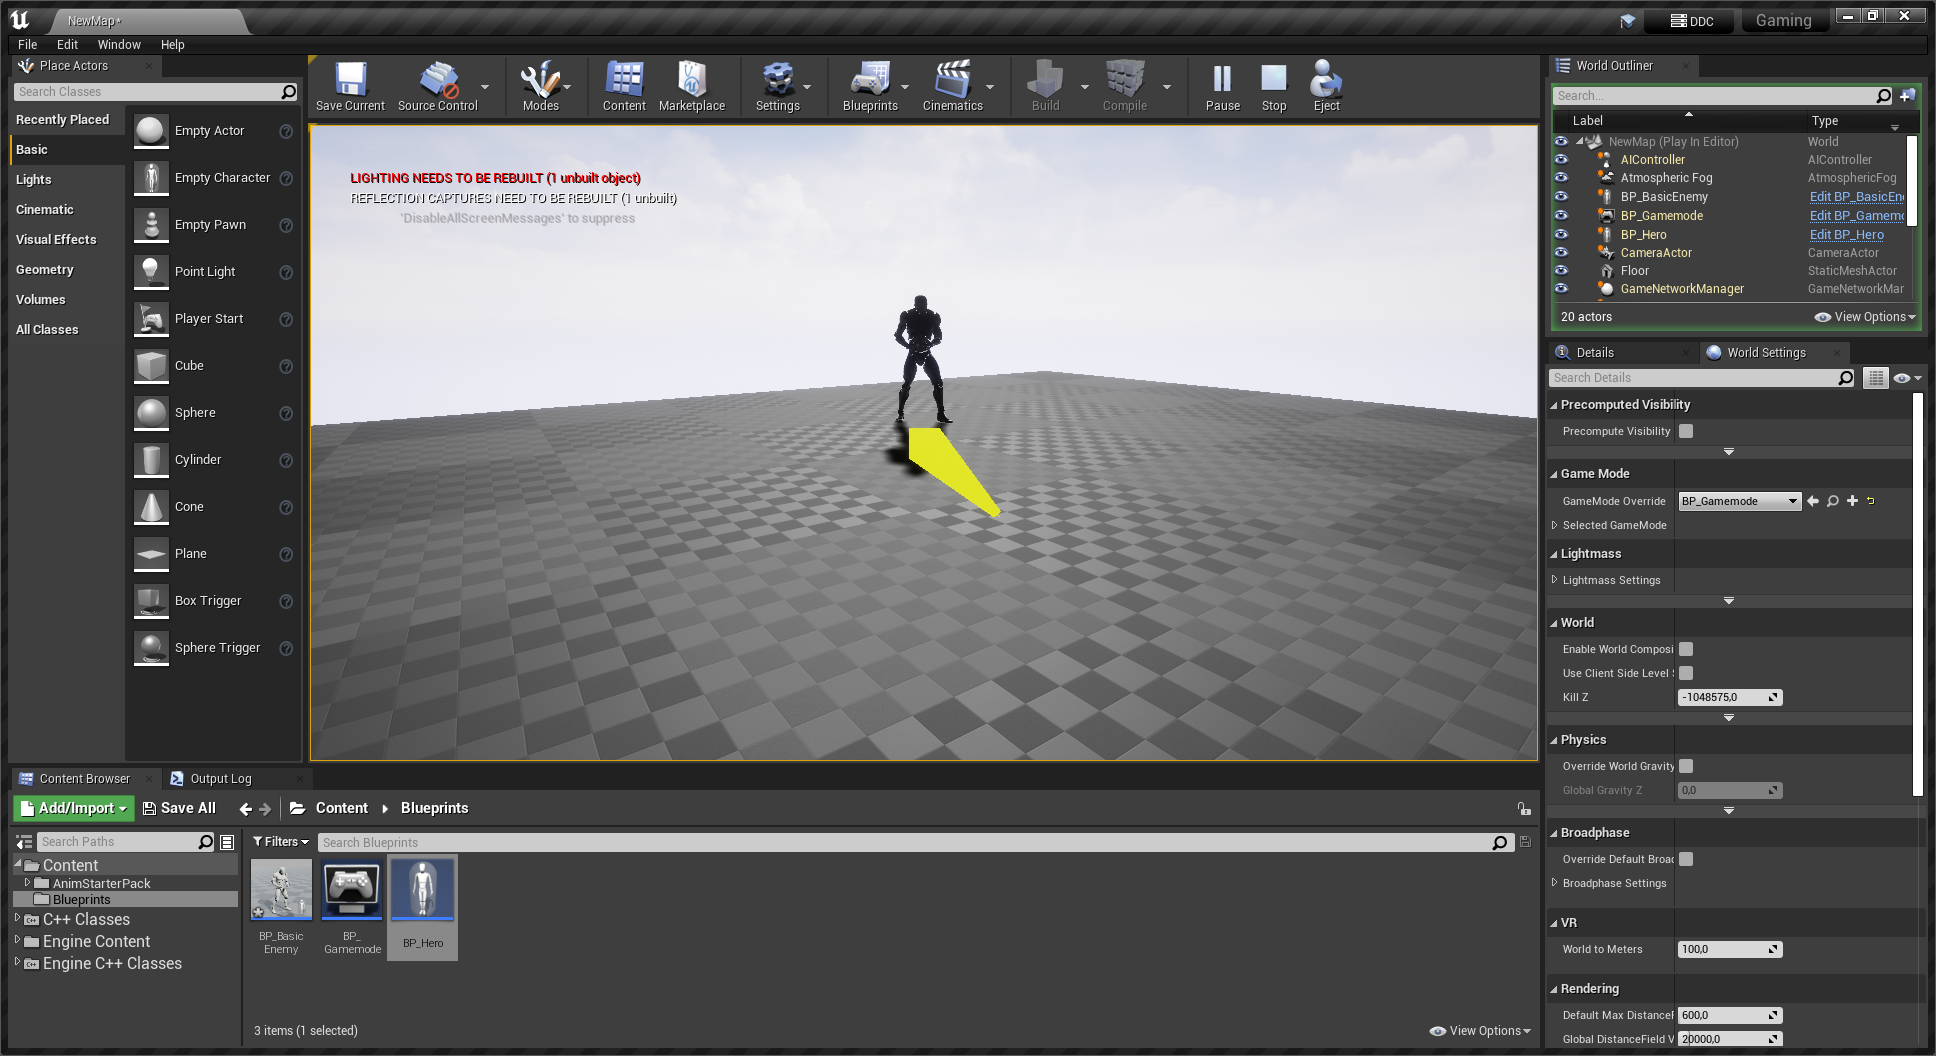 NewMap*
DDC
Gaming
File Edit Window Help
Place Actors
Search Classes
Recently Placed
Basic
Lights
Cinematic
Visual Effects
Geometry
Volumes
All Classes
Empty Actor
Empty Character
Empty Pawn
Point Light
Player Start
Cube
Sphere
Cylinder
Cone
Plane
Box Trigger
Sphere Trigger
Save Current
Source Control
Modes
Content
Marketplace
Settings
Blueprints
Cinematics
Build
Compile
Pause
Stop
Eject
LIGHTING NEEDS TO BE REBUILT (1 unbuilt object)
REFLECTION CAPTURES NEED TO BE REBUILT (1 unbuilt)
'DisableAllScreenMessages' to suppress
World Outliner
Search...
Label Type
NewMap (Play In Editor) World
AIController AIController
Atmospheric Fog AtmosphericFog
BP_BasicEnemy Edit BP_BasicEn
BP_Gamemode Edit BP_Gamemo
BP_Hero Edit BP_Hero
CameraActor CameraActor
Floor StaticMeshActor
GameNetworkManager GameNetworkMar
20 actors
View Options
Details
World Settings
Search Details
Precomputed Visibility
Precompute Visibility
Game Mode
GameMode Override BP_Gamemode
Selected GameMode
Lightmass
Lightmass Settings
World
Enable World Composi
Use Client Side Level S
Kill Z -1048575,0
Physics
Override World Gravity
Global Gravity Z 0,0
Broadphase
Override Default Broad
Broadphase Settings
VR
World to Meters 100,0
Rendering
Default Max DistanceF 600,0
Global DistanceField V 20000,0
Content Browser
Output Log
Add/Import
Save All
Content
Blueprints
Search Paths
Content
AnimStarterPack
Blueprints
C++ Classes
Engine Content
Engine C++ Classes
Filters
Search Blueprints
BP_Basic
Enemy
BP_
Gamemode
BP_Hero
3 items (1 selected)
View Options